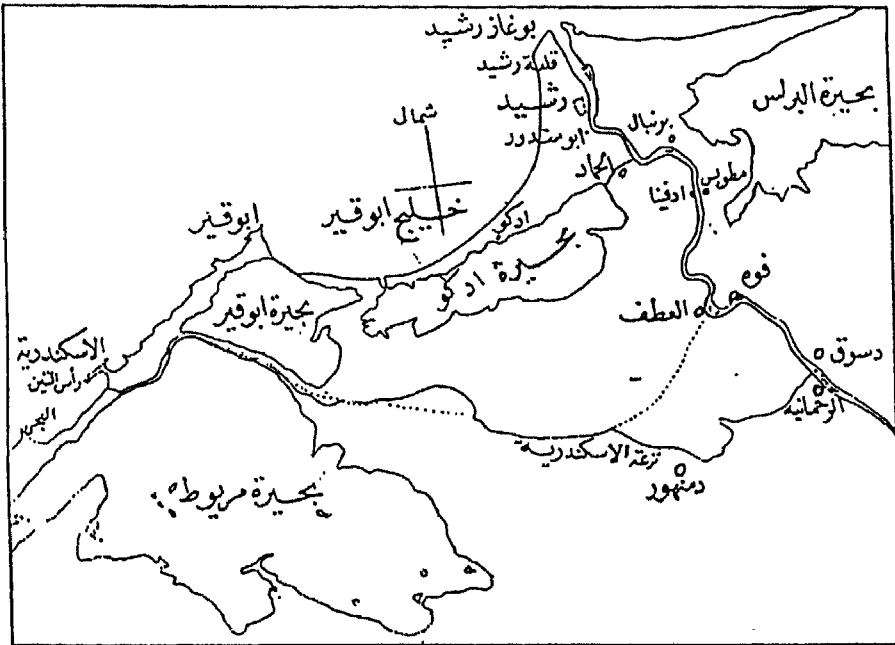 بوغاز رشيد
قلعة رشيد
رشيد
ابو مندور
شمال
بحيرة البرلس
برنبال
الحماد
مطوبس
ادفينا
خليج ابوقير
ابوقير
ادكو
بحيرة ادكو
بحيرة ابوقير
فوه
العطف
دسوق
الرحمانية
الاسكندرية
رأس التين
ترعة الاسكندرية
دمنهور
بحيرة مريوط